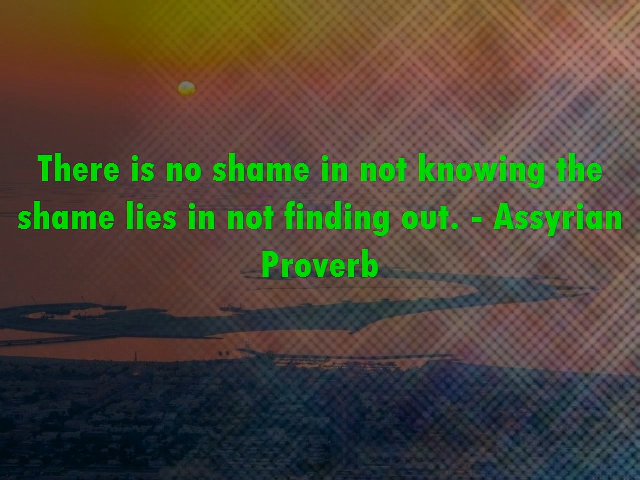 There is no shame in not knowing the
shame lies in not finding out. - Assyrian
Proverb